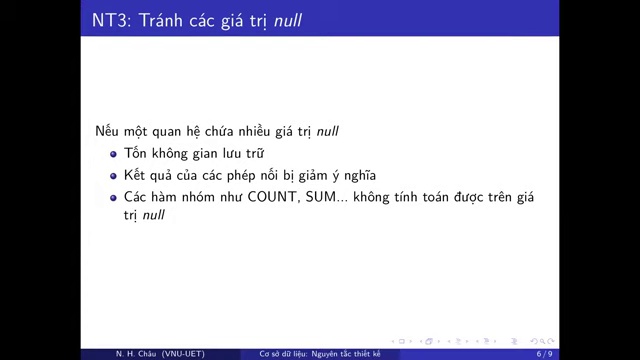 NT3: Tránh các giá trị null
Nếu một quan hệ chứa nhiều giá trị null
Tốn không gian lưu trữ
Kết quả của các phép nối bị giảm ý nghĩa
Các hàm nhóm như COUNT, SUM... không tính toán được trên giá
trị null
N. H. Châu (VNU-UET)
Cơ sở dữ liệu: Nguyên tắc thiết kế
6 / 9